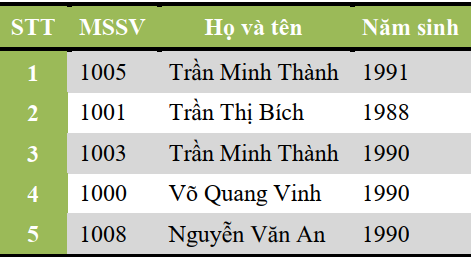 STT MSSV Họ và tên Năm sinh
1 1005 Trần Minh Thành 1991
2 1001 Trần Thị Bích 1988
3 1003 Trần Minh Thành 1990
4 1000 Võ Quang Vinh 1990
5 1008 Nguyễn Văn An 1990